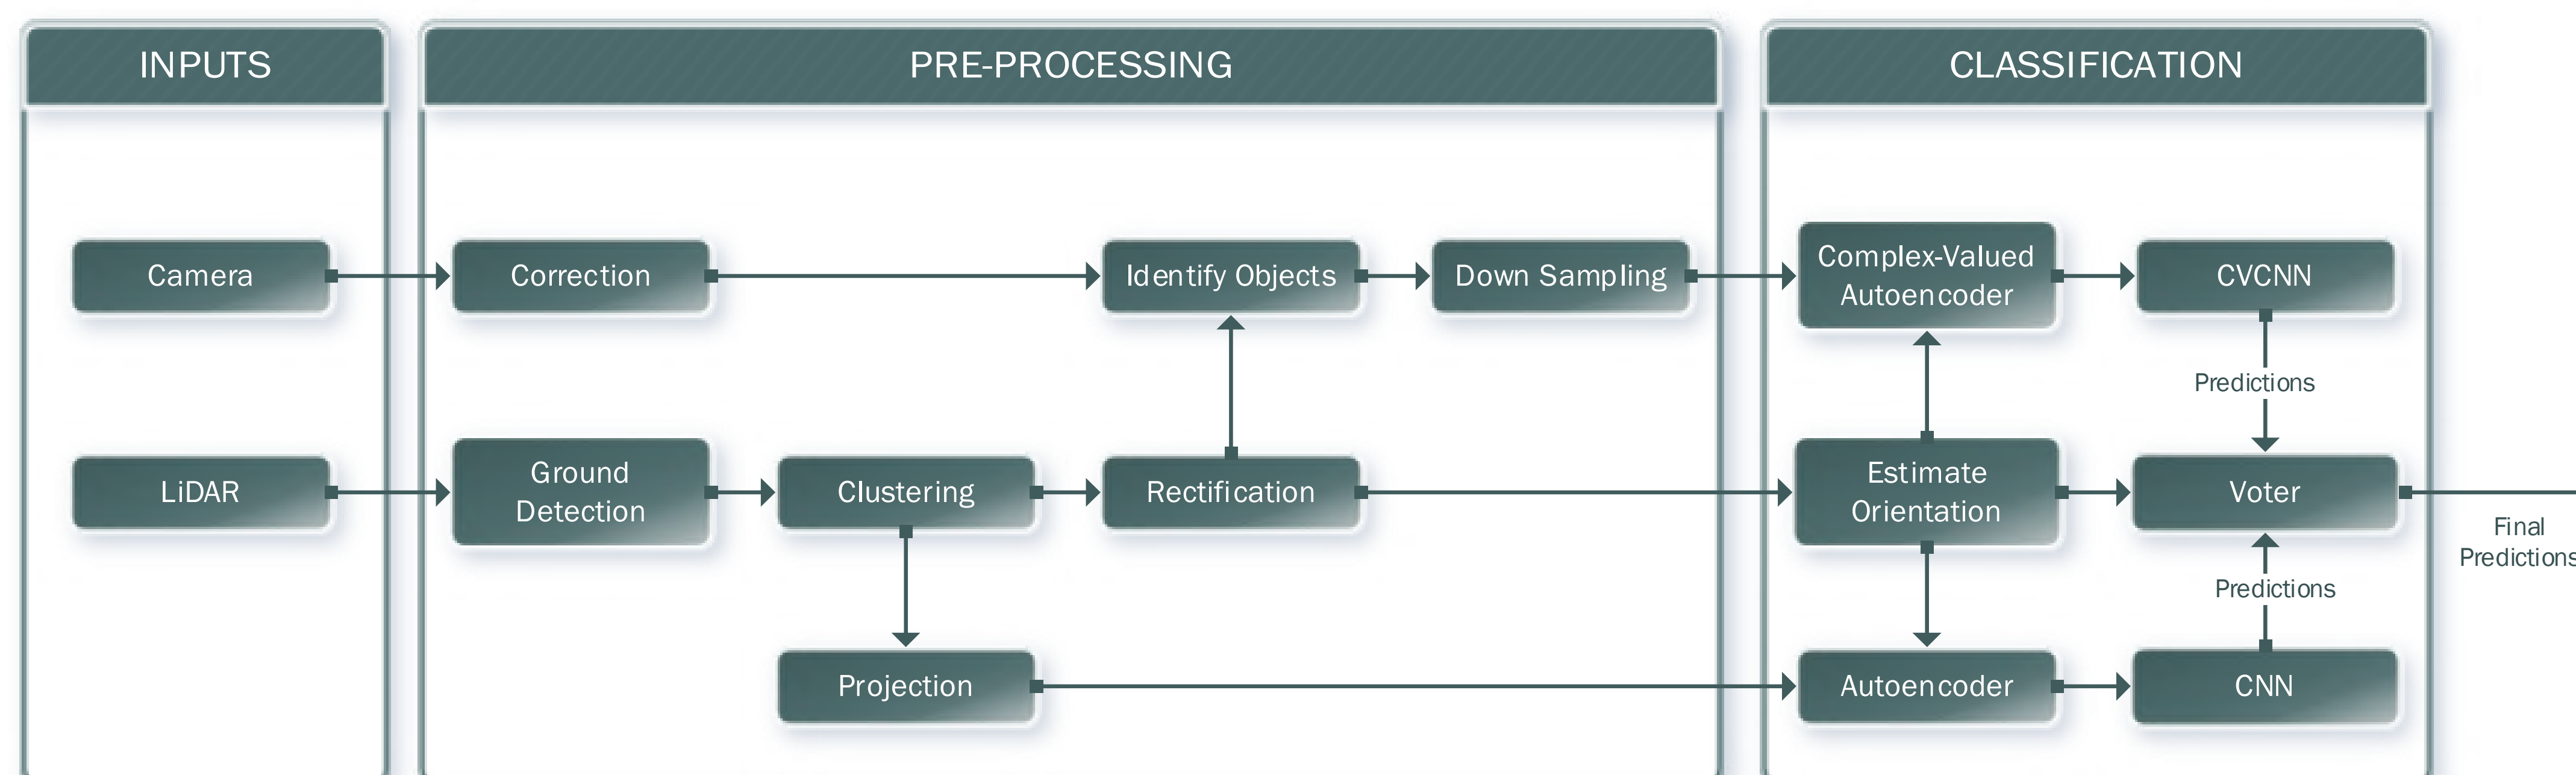 INPUTS
PRE-PROCESSING
CLASSIFICATION
Camera
Correction
Identify Objects
Down Sampling
Complex-Valued
Autoencoder
CVCNN
Predictions
LiDAR
Ground
Detection
Clustering
Rectification
Estimate
Orientation
Voter
Final
Predictions
Predictions
Projection
Autoencoder
CNN